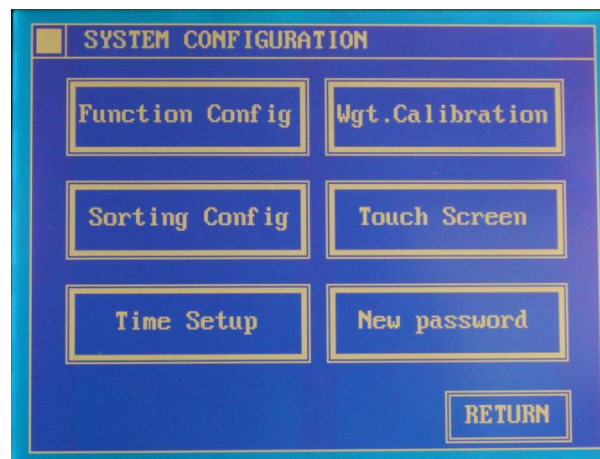 SYSTEM CONFIGURATION
Function Config
Wgt.Calibration
Sorting Config
Touch Screen
Time Setup
New password
RETURN